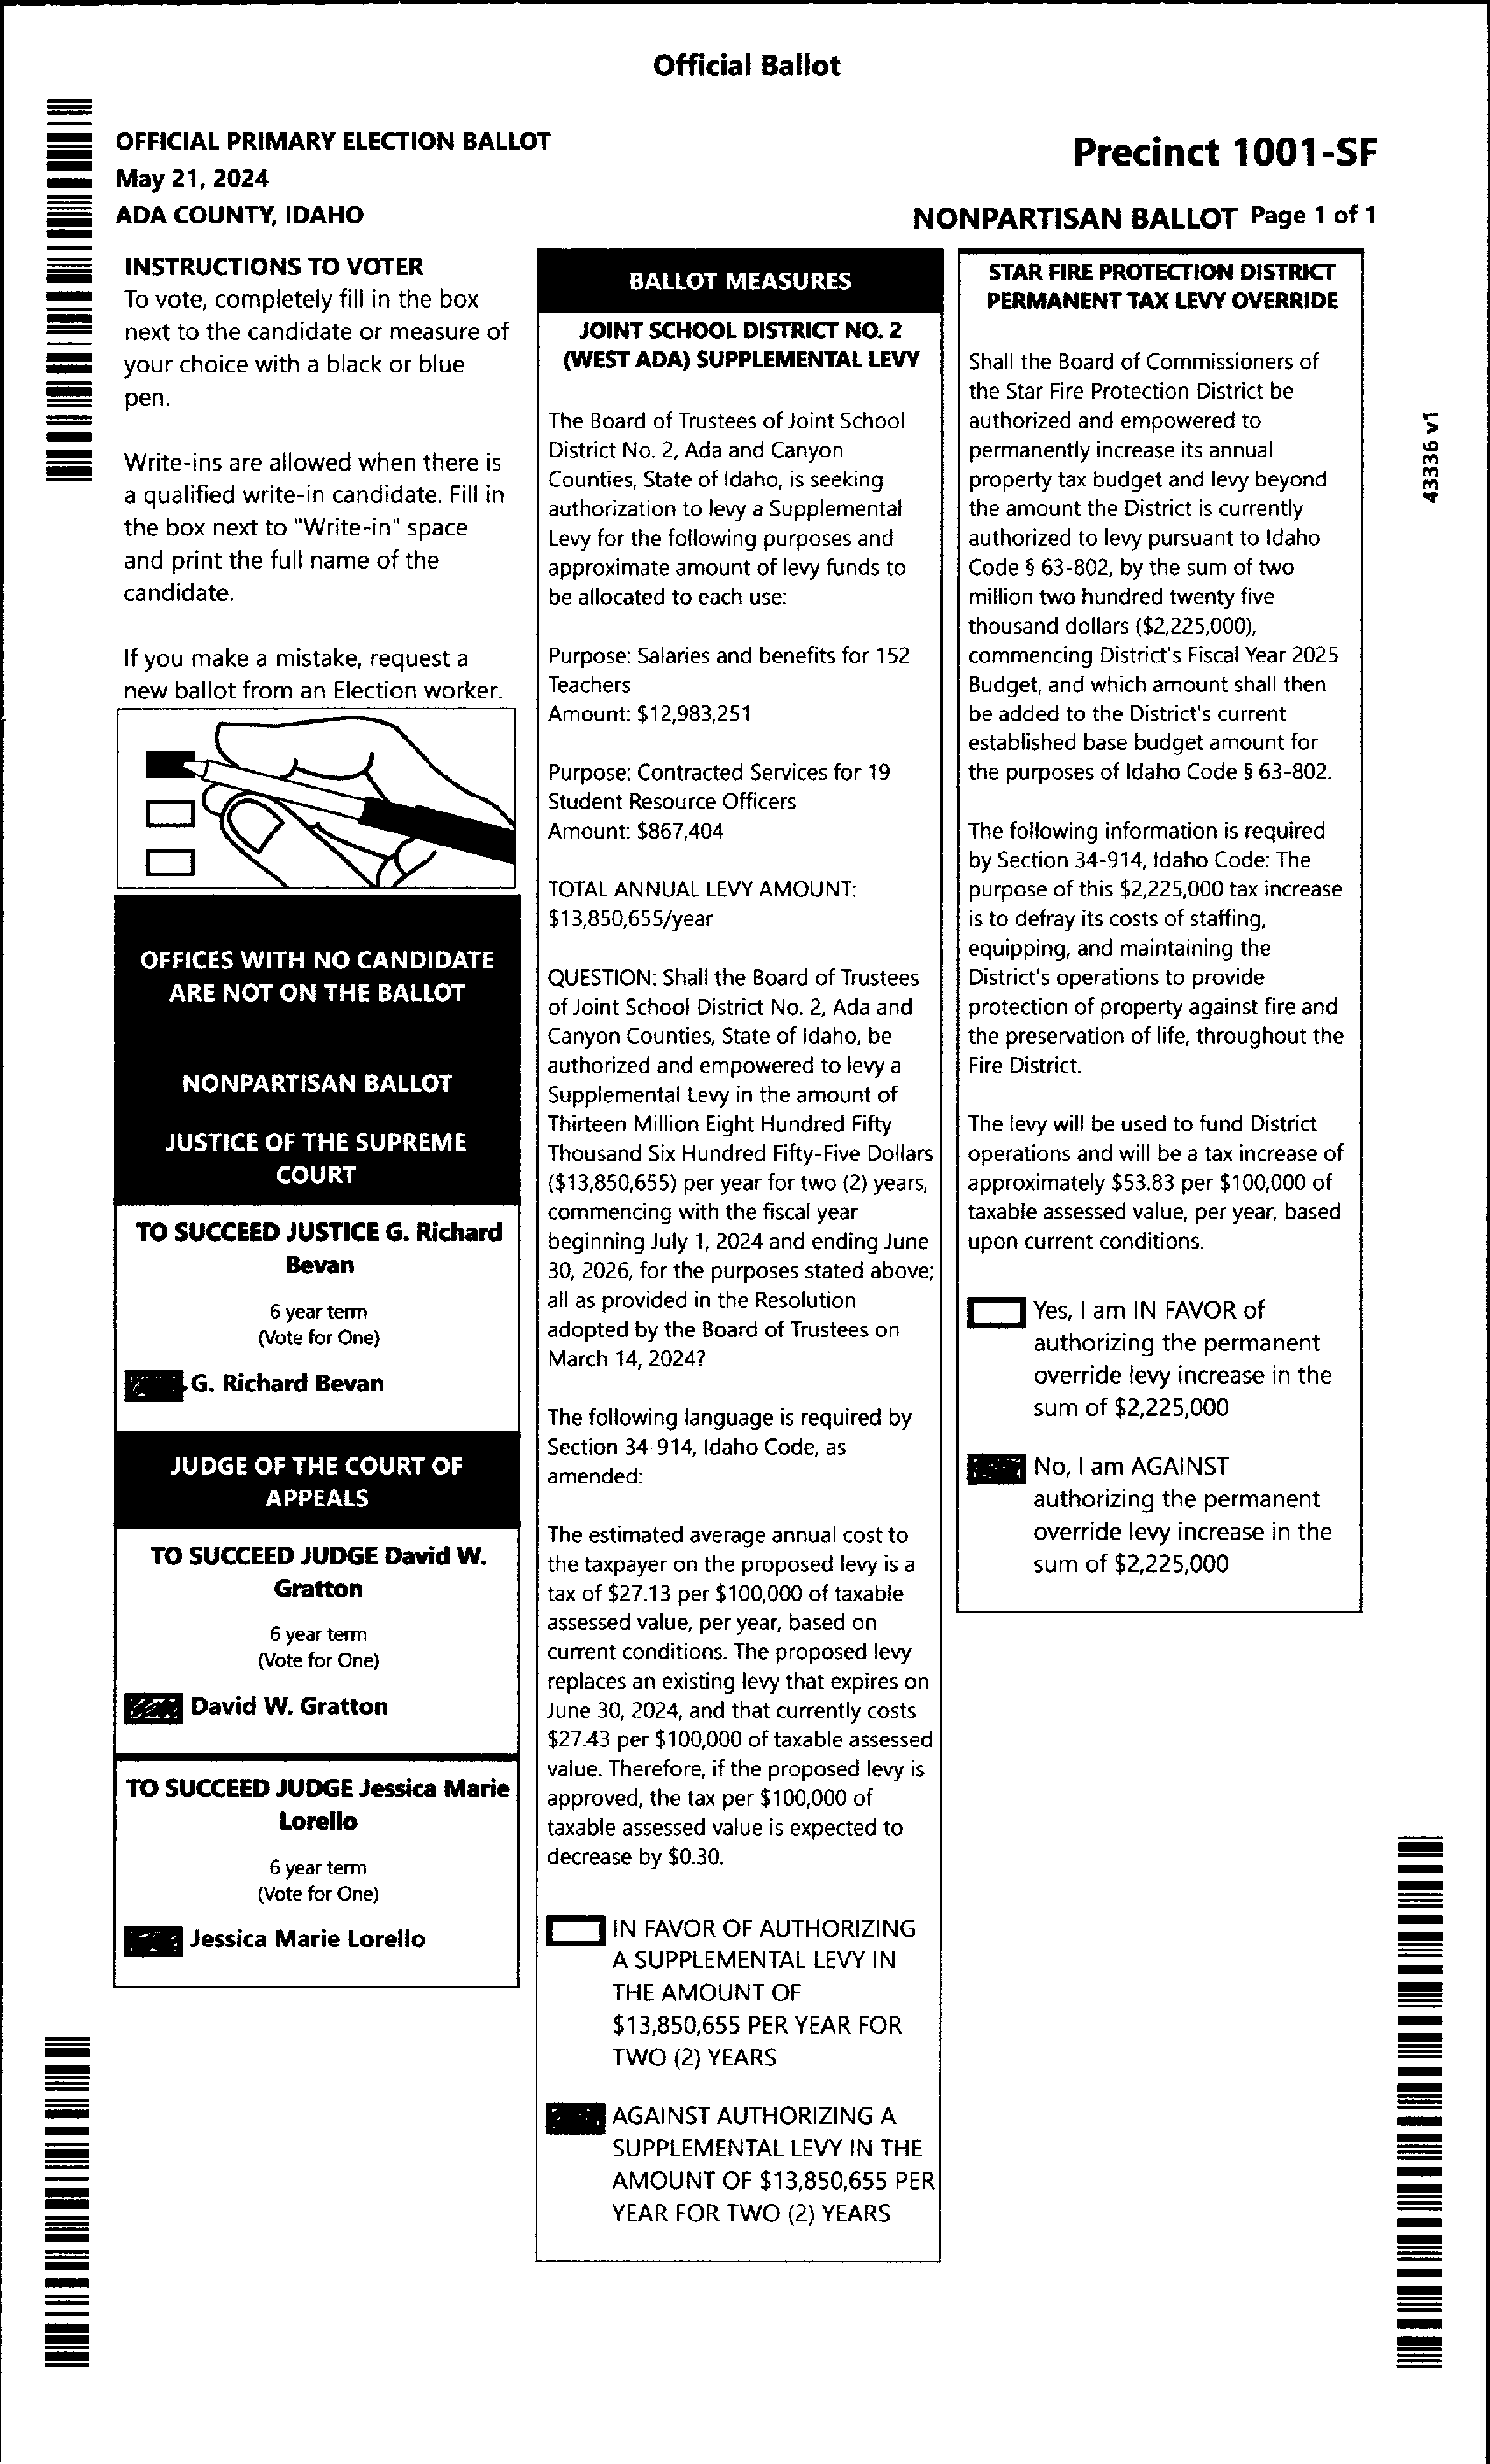 Official Ballot
OFFICIAL PRIMARY ELECTION BALLOT
May 21, 2024
ADA COUNTY, IDAHO
Precinct 1001-SF
NONPARTISAN BALLOT Page 1 of 1
INSTRUCTIONS TO VOTER
To vote, completely fill in the box
next to the candidate or measure of
your choice with a black or blue
pen.
Write-ins are allowed when there is
a qualified write-in candidate. Fill in
the box next to "Write-in" space
and print the full name of the
candidate.
If you make a mistake, request a
new ballot from an Election worker.
OFFICES WITH NO CANDIDATE
ARE NOT ON THE BALLOT
NONPARTISAN BALLOT
JUSTICE OF THE SUPREME
COURT
TO SUCCEED JUSTICE G. Richard
Bevan
6 year term
(Vote for One)
G. Richard Bevan
JUDGE OF THE COURT OF
APPEALS
TO SUCCEED JUDGE David W.
Gratton
6 year term
(Vote for One)
David W. Gratton
TO SUCCEED JUDGE Jessica Marie
Lorello
6 year term
(Vote for One)
Jessica Marie Lorello
BALLOT MEASURES
JOINT SCHOOL DISTRICT NO. 2
(WEST ADA) SUPPLEMENTAL LEVY
The Board of Trustees of Joint School
District No. 2, Ada and Canyon
Counties, State of Idaho, is seeking
authorization to levy a Supplemental
Levy for the following purposes and
approximate amount of levy funds to
be allocated to each use:
Purpose: Salaries and benefits for 152
Teachers
Amount: $12,983,251
Purpose: Contracted Services for 19
Student Resource Officers
Amount: $867,404
TOTAL ANNUAL LEVY AMOUNT:
$13,850,655/year
QUESTION: Shall the Board of Trustees
of Joint School District No. 2, Ada and
Canyon Counties, State of Idaho, be
authorized and empowered to levy a
Supplemental Levy in the amount of
Thirteen Million Eight Hundred Fifty
Thousand Six Hundred Fifty-Five Dollars
($13,850,655) per year for two (2) years,
commencing with the fiscal year
beginning July 1, 2024 and ending June
30, 2026, for the purposes stated above;
all as provided in the Resolution
adopted by the Board of Trustees on
March 14, 2024?
The following language is required by
Section 34-914, Idaho Code, as
amended:
The estimated average annual cost to
the taxpayer on the proposed levy is a
tax of $27.13 per $100,000 of taxable
assessed value, per year, based on
current conditions. The proposed levy
replaces an existing levy that expires on
June 30, 2024, and that currently costs
$27.43 per $100,000 of taxable assessed
value. Therefore, if the proposed levy is
approved, the tax per $100,000 of
taxable assessed value is expected to
decrease by $0.30.
IN FAVOR OF AUTHORIZING
A SUPPLEMENTAL LEVY IN
THE AMOUNT OF
$13,850,655 PER YEAR FOR
TWO (2) YEARS
AGAINST AUTHORIZING A
SUPPLEMENTAL LEVY IN THE
AMOUNT OF $13,850,655 PER
YEAR FOR TWO (2) YEARS
STAR FIRE PROTECTION DISTRICT
PERMANENT TAX LEVY OVERRIDE
Shall the Board of Commissioners of
the Star Fire Protection District be
authorized and empowered to
permanently increase its annual
property tax budget and levy beyond
the amount the District is currently
authorized to levy pursuant to Idaho
Code § 63-802, by the sum of two
million two hundred twenty five
thousand dollars ($2,225,000),
commencing District's Fiscal Year 2025
Budget, and which amount shall then
be added to the District's current
established base budget amount for
the purposes of Idaho Code § 63-802.
The following information is required
by Section 34-914, Idaho Code: The
purpose of this $2,225,000 tax increase
is to defray its costs of staffing,
equipping, and maintaining the
District's operations to provide
protection of property against fire and
the preservation of life, throughout the
Fire District.
The levy will be used to fund District
operations and will be a tax increase of
approximately $53.83 per $100,000 of
taxable assessed value, per year, based
upon current conditions.
Yes, I am IN FAVOR of
authorizing the permanent
override levy increase in the
sum of $2,225,000
No, I am AGAINST
authorizing the permanent
override levy increase in the
sum of $2,225,000
43336 v1